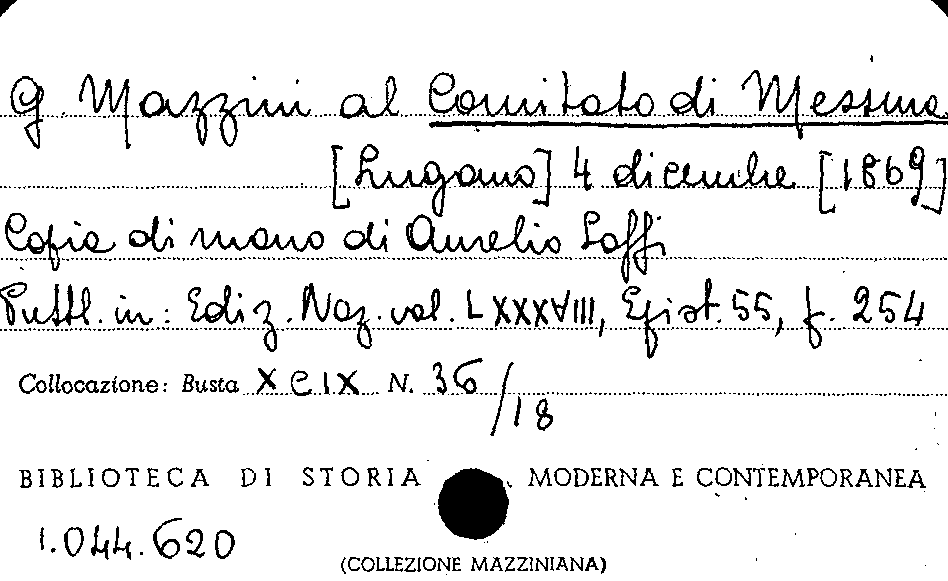 G. Mazzini al Comitato di Messina
[Lugano] 4 dicembre [1869]
Copia di mano di Aurelio Saffi
Pubbl. in: Ediz. Naz. vol. LXXXVIII, Epist. 55, p. 254
Collocazione: Busta XCIX N. 36/18
BIBLIOTECA DI STORIA MODERNA E CONTEMPORANEA
1.044.620
(COLLEZIONE MAZZINIANA)